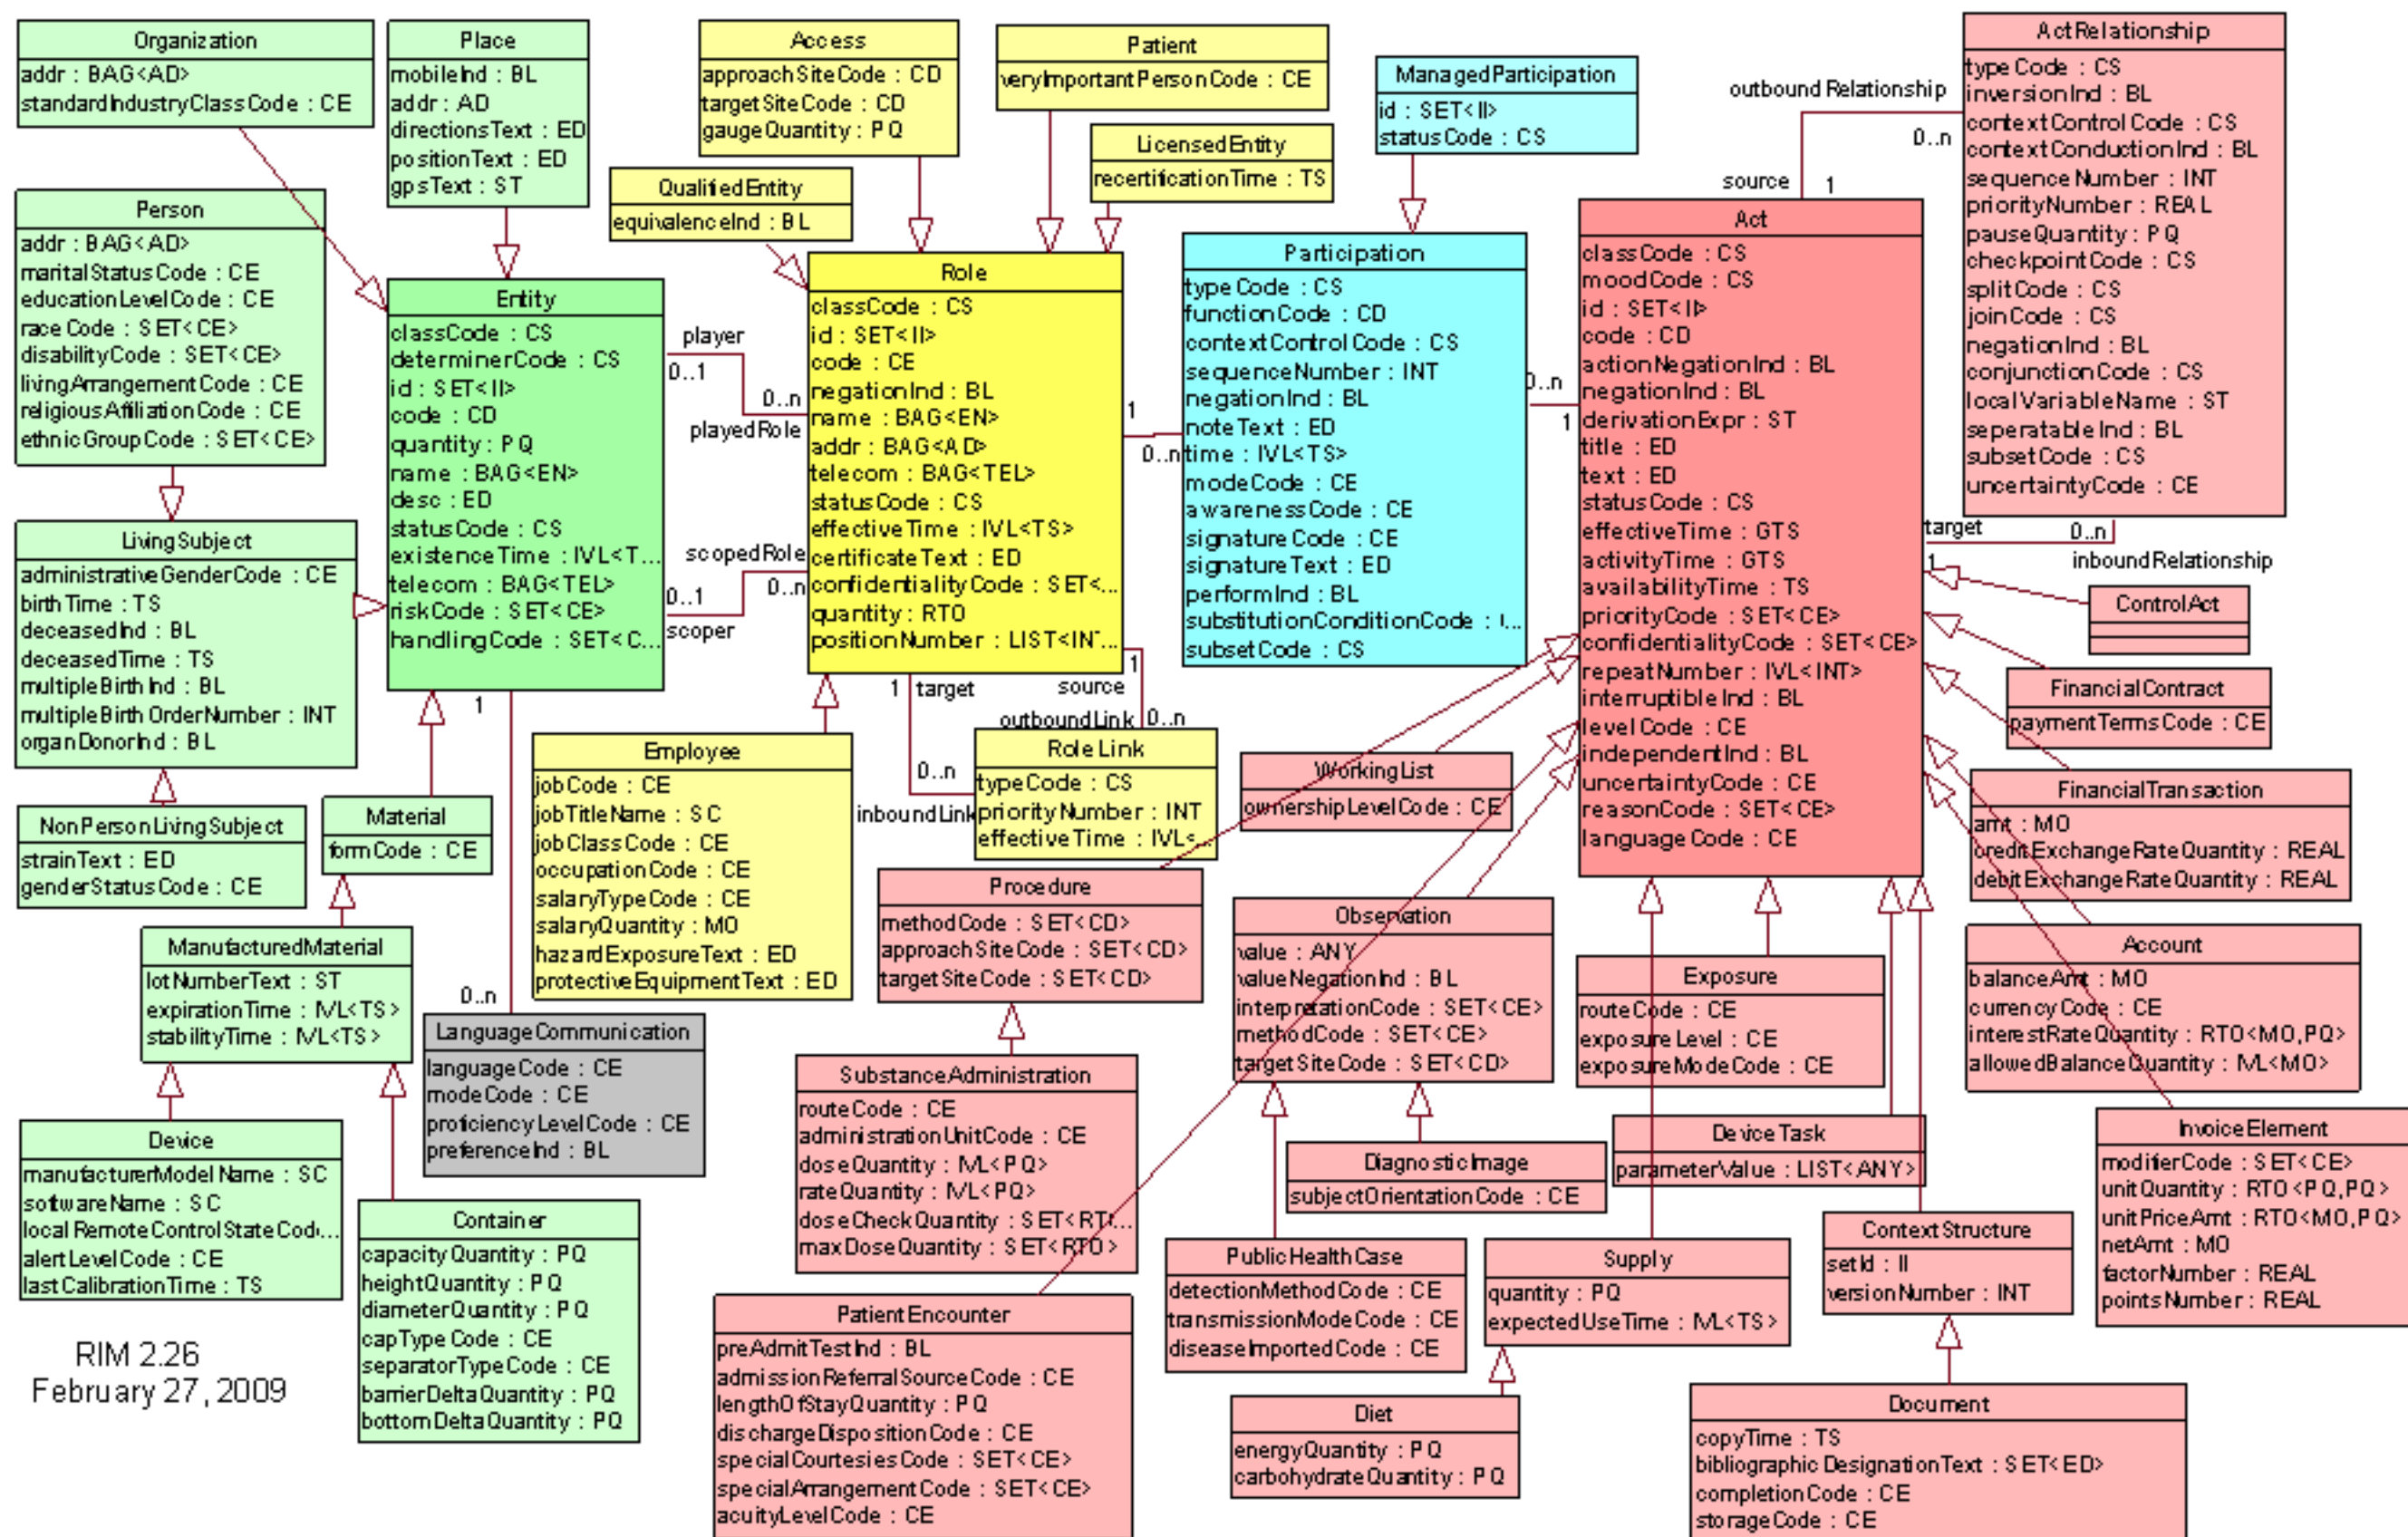 Organization
addr : BAG<AD>
standardIndustryClassCode : CE
Place
mobileInd : BL
addr : AD
directionsText : ED
positionText : ED
gpsText : ST
Access
approachSiteCode : CD
targetSiteCode : CD
gaugeQuantity : PQ
Patient
veryImportantPersonCode : CE
ManagedParticipation
id : SET<II>
statusCode : CS
ActRelationship
typeCode : CS
inversionInd : BL
contextControlCode : CS
contextConductionInd : BL
sequenceNumber : INT
priorityNumber : REAL
pauseQuantity : PQ
checkpointCode : CS
splitCode : CS
joinCode : CS
negationInd : BL
conjunctionCode : CS
localVariableName : ST
seperatableInd : BL
subsetCode : CS
uncertaintyCode : CE
outboundRelationship
0..n
source
1
LicensedEntity
recertificationTime : TS
QualifiedEntity
equivalenceInd : BL
Person
addr : BAG<AD>
maritalStatusCode : CE
educationLevelCode : CE
raceCode : SET<CE>
disabilityCode : SET<CE>
livingArrangementCode : CE
religiousAffiliationCode : CE
ethnicGroupCode : SET<CE>
Entity
classCode : CS
determinerCode : CS
id : SET<II>
code : CD
quantity : PQ
name : BAG<EN>
desc : ED
statusCode : CS
existenceTime : IVL<T...
telecom : BAG<TEL>
riskCode : SET<CE>
handlingCode : SET<C...
player
0..1
0..n
playedRole
scopedRole
0..n
0..1
scoper
Role
classCode : CS
id : SET<II>
code : CE
negationInd : BL
name : BAG<EN>
addr : BAG<AD>
telecom : BAG<TEL>
statusCode : CS
effectiveTime : IVL<TS>
certificateText : ED
confidentialityCode : SET<...
quantity : RTO
positionNumber : LIST<INT...
1
0..n
Participation
typeCode : CS
functionCode : CD
contextControlCode : CS
sequenceNumber : INT
negationInd : BL
noteText : ED
time : IVL<TS>
modeCode : CE
awarenessCode : CE
signatureCode : CE
signatureText : ED
performInd : BL
substitutionConditionCode : (...
subsetCode : CS
0..n
1
Act
classCode : CS
moodCode : CS
id : SET<II>
code : CD
actionNegationInd : BL
negationInd : BL
derivationExpr : ST
title : ED
text : ED
statusCode : CS
effectiveTime : GTS
activityTime : GTS
availabilityTime : TS
priorityCode : SET<CE>
confidentialityCode : SET<CE>
repeatNumber : IVL<INT>
interruptibleInd : BL
levelCode : CE
independentInd : BL
uncertaintyCode : CE
reasonCode : SET<CE>
languageCode : CE
target
0..n
1
inboundRelationship
ControlAct
FinancialContract
paymentTermsCode : CE
FinancialTransaction
amt : MO
creditExchangeRateQuantity : REAL
debitExchangeRateQuantity : REAL
LivingSubject
administrativeGenderCode : CE
birthTime : TS
deceasedInd : BL
deceasedTime : TS
multipleBirthInd : BL
multipleBirthOrderNumber : INT
organDonorInd : BL
1
1
target
1
source
outboundLink
0..n
0..n
inboundLink
Employee
jobCode : CE
jobTitleName : SC
jobClassCode : CE
occupationCode : CE
salaryTypeCode : CE
salaryQuantity : MO
hazardExposureText : ED
protectiveEquipmentText : ED
RoleLink
typeCode : CS
priorityNumber : INT
effectiveTime : IVL<...
WorkingList
ownershipLevelCode : CE
NonPersonLivingSubject
strainText : ED
genderStatusCode : CE
Material
formCode : CE
Procedure
methodCode : SET<CD>
approachSiteCode : SET<CD>
targetSiteCode : SET<CD>
Observation
value : ANY
valueNegationInd : BL
interpretationCode : SET<CE>
methodCode : SET<CE>
targetSiteCode : SET<CD>
Exposure
routeCode : CE
exposureLevel : CE
exposureModeCode : CE
Account
balanceAmt : MO
currencyCode : CE
interestRateQuantity : RTO<MO,PQ>
allowedBalanceQuantity : IVL<MO>
ManufacturedMaterial
lotNumberText : ST
expirationTime : IVL<TS>
stabilityTime : IVL<TS>
0..n
LanguageCommunication
languageCode : CE
modeCode : CE
proficiencyLevelCode : CE
preferenceInd : BL
SubstanceAdministration
routeCode : CE
administrationUnitCode : CE
doseQuantity : IVL<PQ>
rateQuantity : IVL<PQ>
doseCheckQuantity : SET<RT(...
maxDoseQuantity : SET<RTO>
DeviceTask
parameterValue : LIST<ANY>
DiagnosticImage
subjectOrientationCode : CE
InvoiceElement
modifierCode : SET<CE>
unitQuantity : RTO<PQ,PQ>
unitPriceAmt : RTO<MO,PQ>
netAmt : MO
factorNumber : REAL
pointsNumber : REAL
Device
manufacturerModelName : SC
softwareName : SC
localRemoteControlStateCod(...
alertLevelCode : CE
lastCalibrationTime : TS
Container
capacityQuantity : PQ
heightQuantity : PQ
diameterQuantity : PQ
capTypeCode : CE
separatorTypeCode : CE
barrierDeltaQuantity : PQ
bottomDeltaQuantity : PQ
PublicHealthCase
detectionMethodCode : CE
transmissionModeCode : CE
diseaseImportedCode : CE
Supply
quantity : PQ
expectedUseTime : IVL<TS>
ContextStructure
setId : II
versionNumber : INT
PatientEncounter
preAdmitTestInd : BL
admissionReferralSourceCode : CE
lengthOfStayQuantity : PQ
dischargeDispositionCode : CE
specialCourtesiesCode : SET<CE>
specialArrangementCode : SET<CE>
acuityLevelCode : CE
Diet
energyQuantity : PQ
carbohydrateQuantity : PQ
Document
copyTime : TS
bibliographicDesignationText : SET<ED>
completionCode : CE
storageCode : CE
RIM 2.26
February 27, 2009